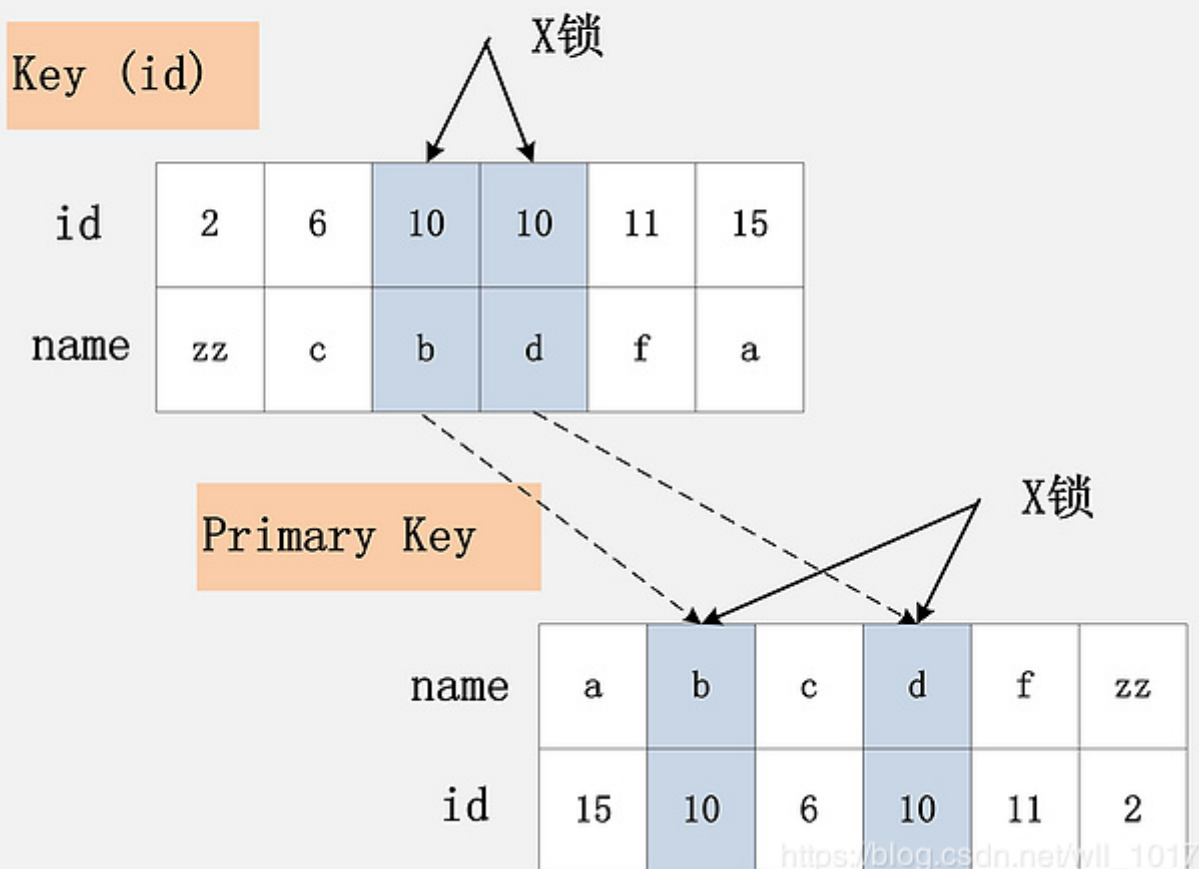 X锁
Key (id)
id 2 6 10 10 11 15
name zz c b d f a
X锁
Primary Key
name a b c d f zz
id 15 10 6 10 11 2
https://blog.csdn.net/wll_1017